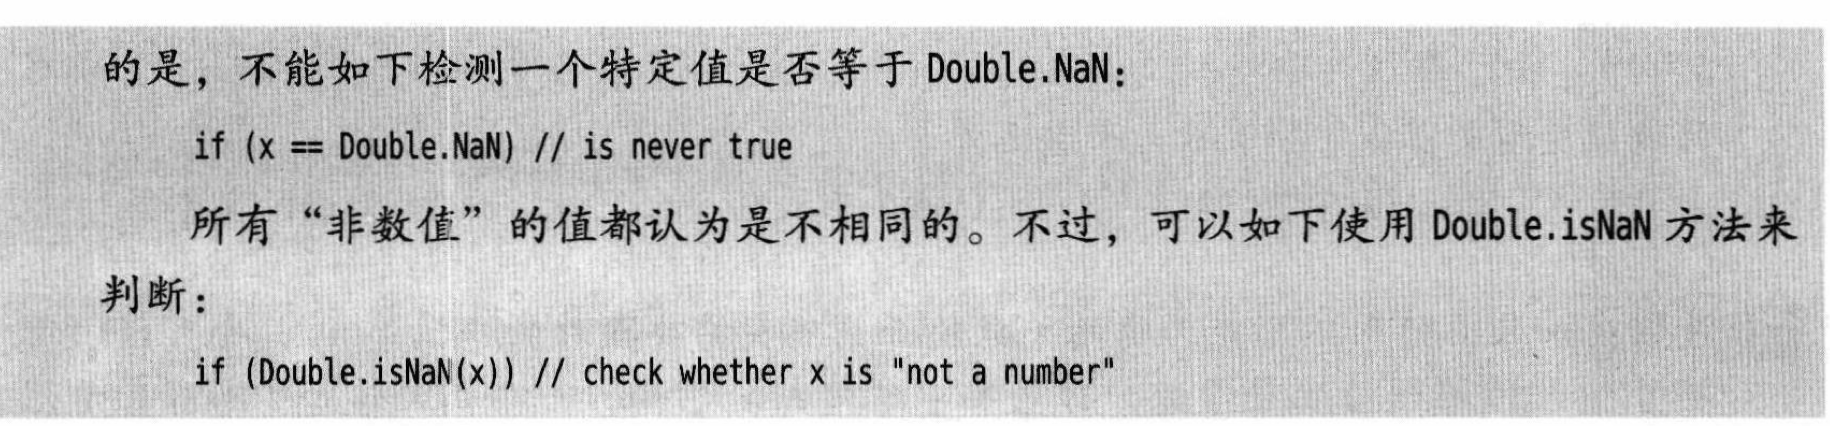 的是，不能如下检测一个特定值是否等于 Double.NaN：
if (x == Double.NaN) // is never true
所有“非数值”的值都认为是不相同的。不过，可以如下使用 Double.isNaN 方法来
判断：
if (Double.isNaN(x)) // check whether x is "not a number"